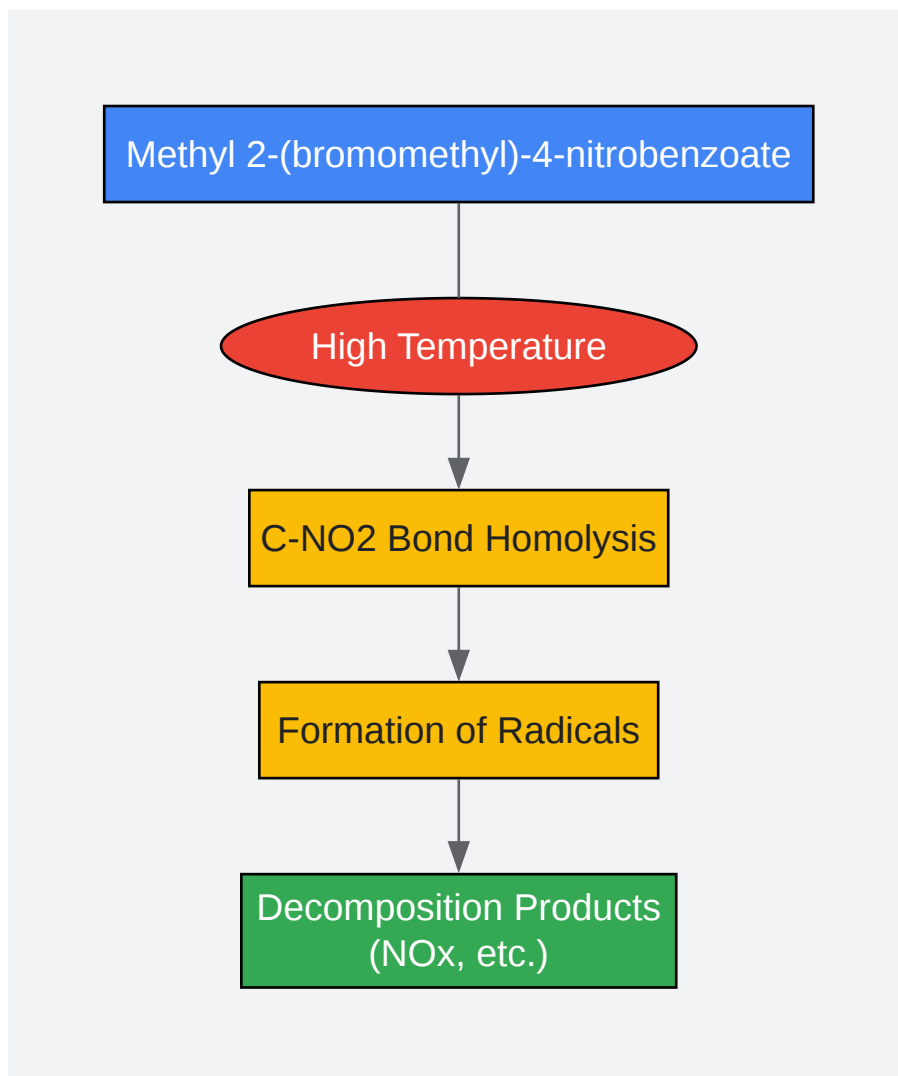 Methyl 2-(bromomethyl)-4-nitrobenzoate
High Temperature
C-NO2 Bond Homolysis
Formation of Radicals
Decomposition Products
(NOx, etc.)